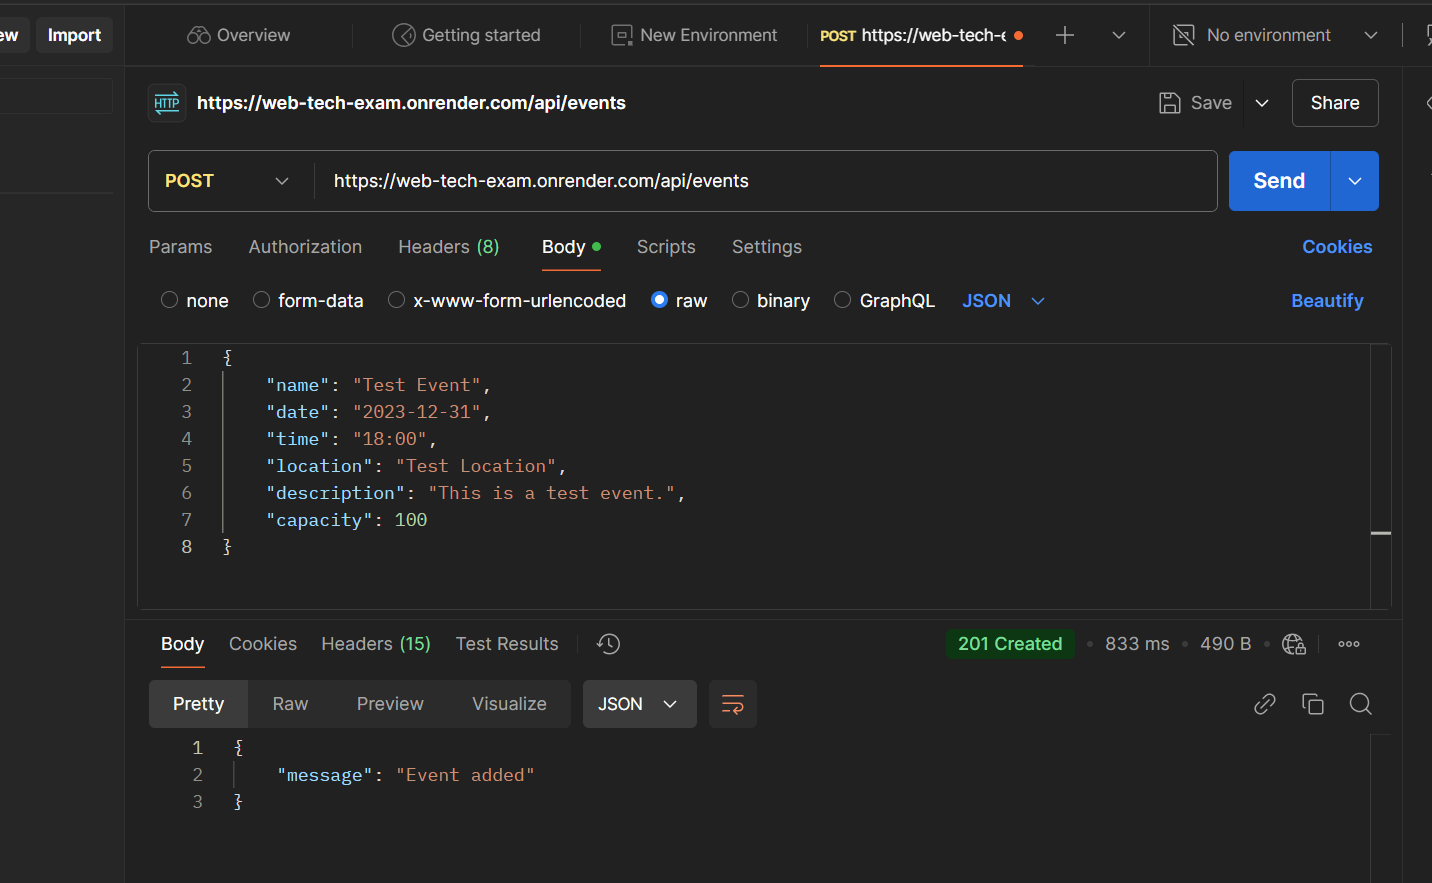 ew Import Overview Getting started New Environment POST https://web-tech-e No environment
HTTP https://web-tech-exam.onrender.com/api/events Save Share
POST https://web-tech-exam.onrender.com/api/events Send
Params Authorization Headers (8) Body Scripts Settings Cookies
none form-data x-www-form-urlencoded raw binary GraphQL JSON Beautify
1 {
2 "name": "Test Event",
3 "date": "2023-12-31",
4 "time": "18:00",
5 "location": "Test Location",
6 "description": "This is a test event.",
7 "capacity": 100
8 }
Body Cookies Headers (15) Test Results 201 Created • 833 ms • 490 B •
Pretty Raw Preview Visualize JSON
1 {
2 "message": "Event added"
3 }